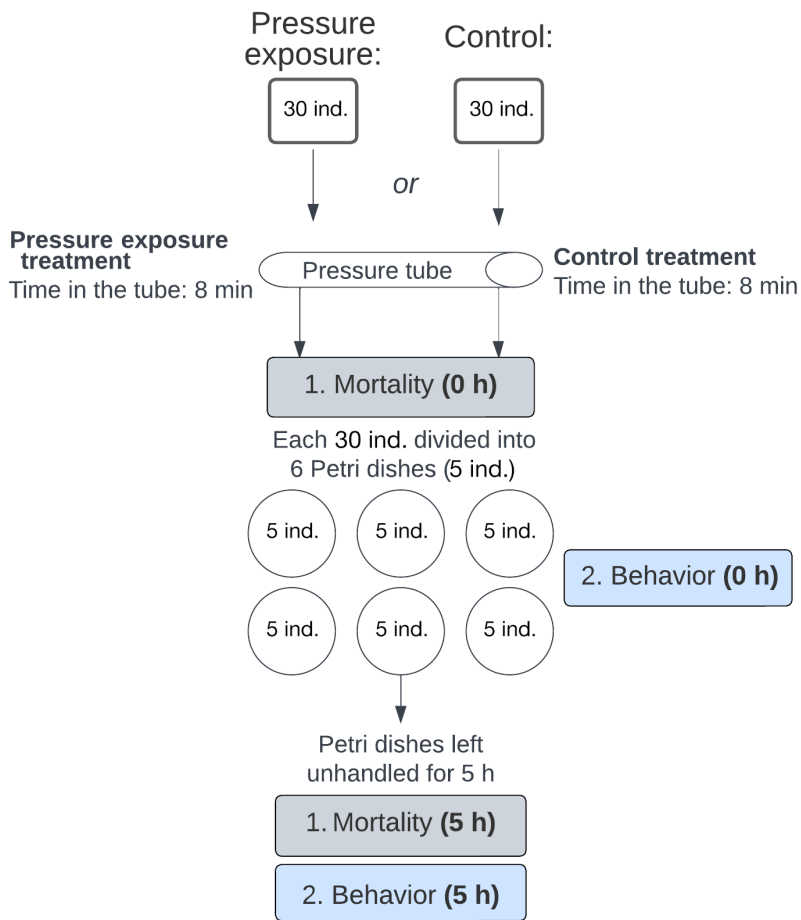 Pressure
exposure:
Control:
30 ind.
30 ind.
or
Pressure exposure
treatment
Time in the tube: 8 min
Pressure tube
Control treatment
Time in the tube: 8 min
1. Mortality (0 h)
Each 30 ind. divided into
6 Petri dishes (5 ind.)
5 ind.
5 ind.
5 ind.
2. Behavior (0 h)
5 ind.
5 ind.
5 ind.
Petri dishes left
unhandled for 5 h
1. Mortality (5 h)
2. Behavior (5 h)